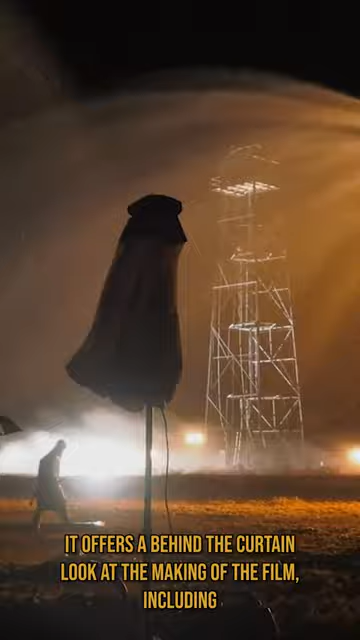 IT OFFERS A BEHIND THE CURTAIN
LOOK AT THE MAKING OF THE FILM,
INCLUDING